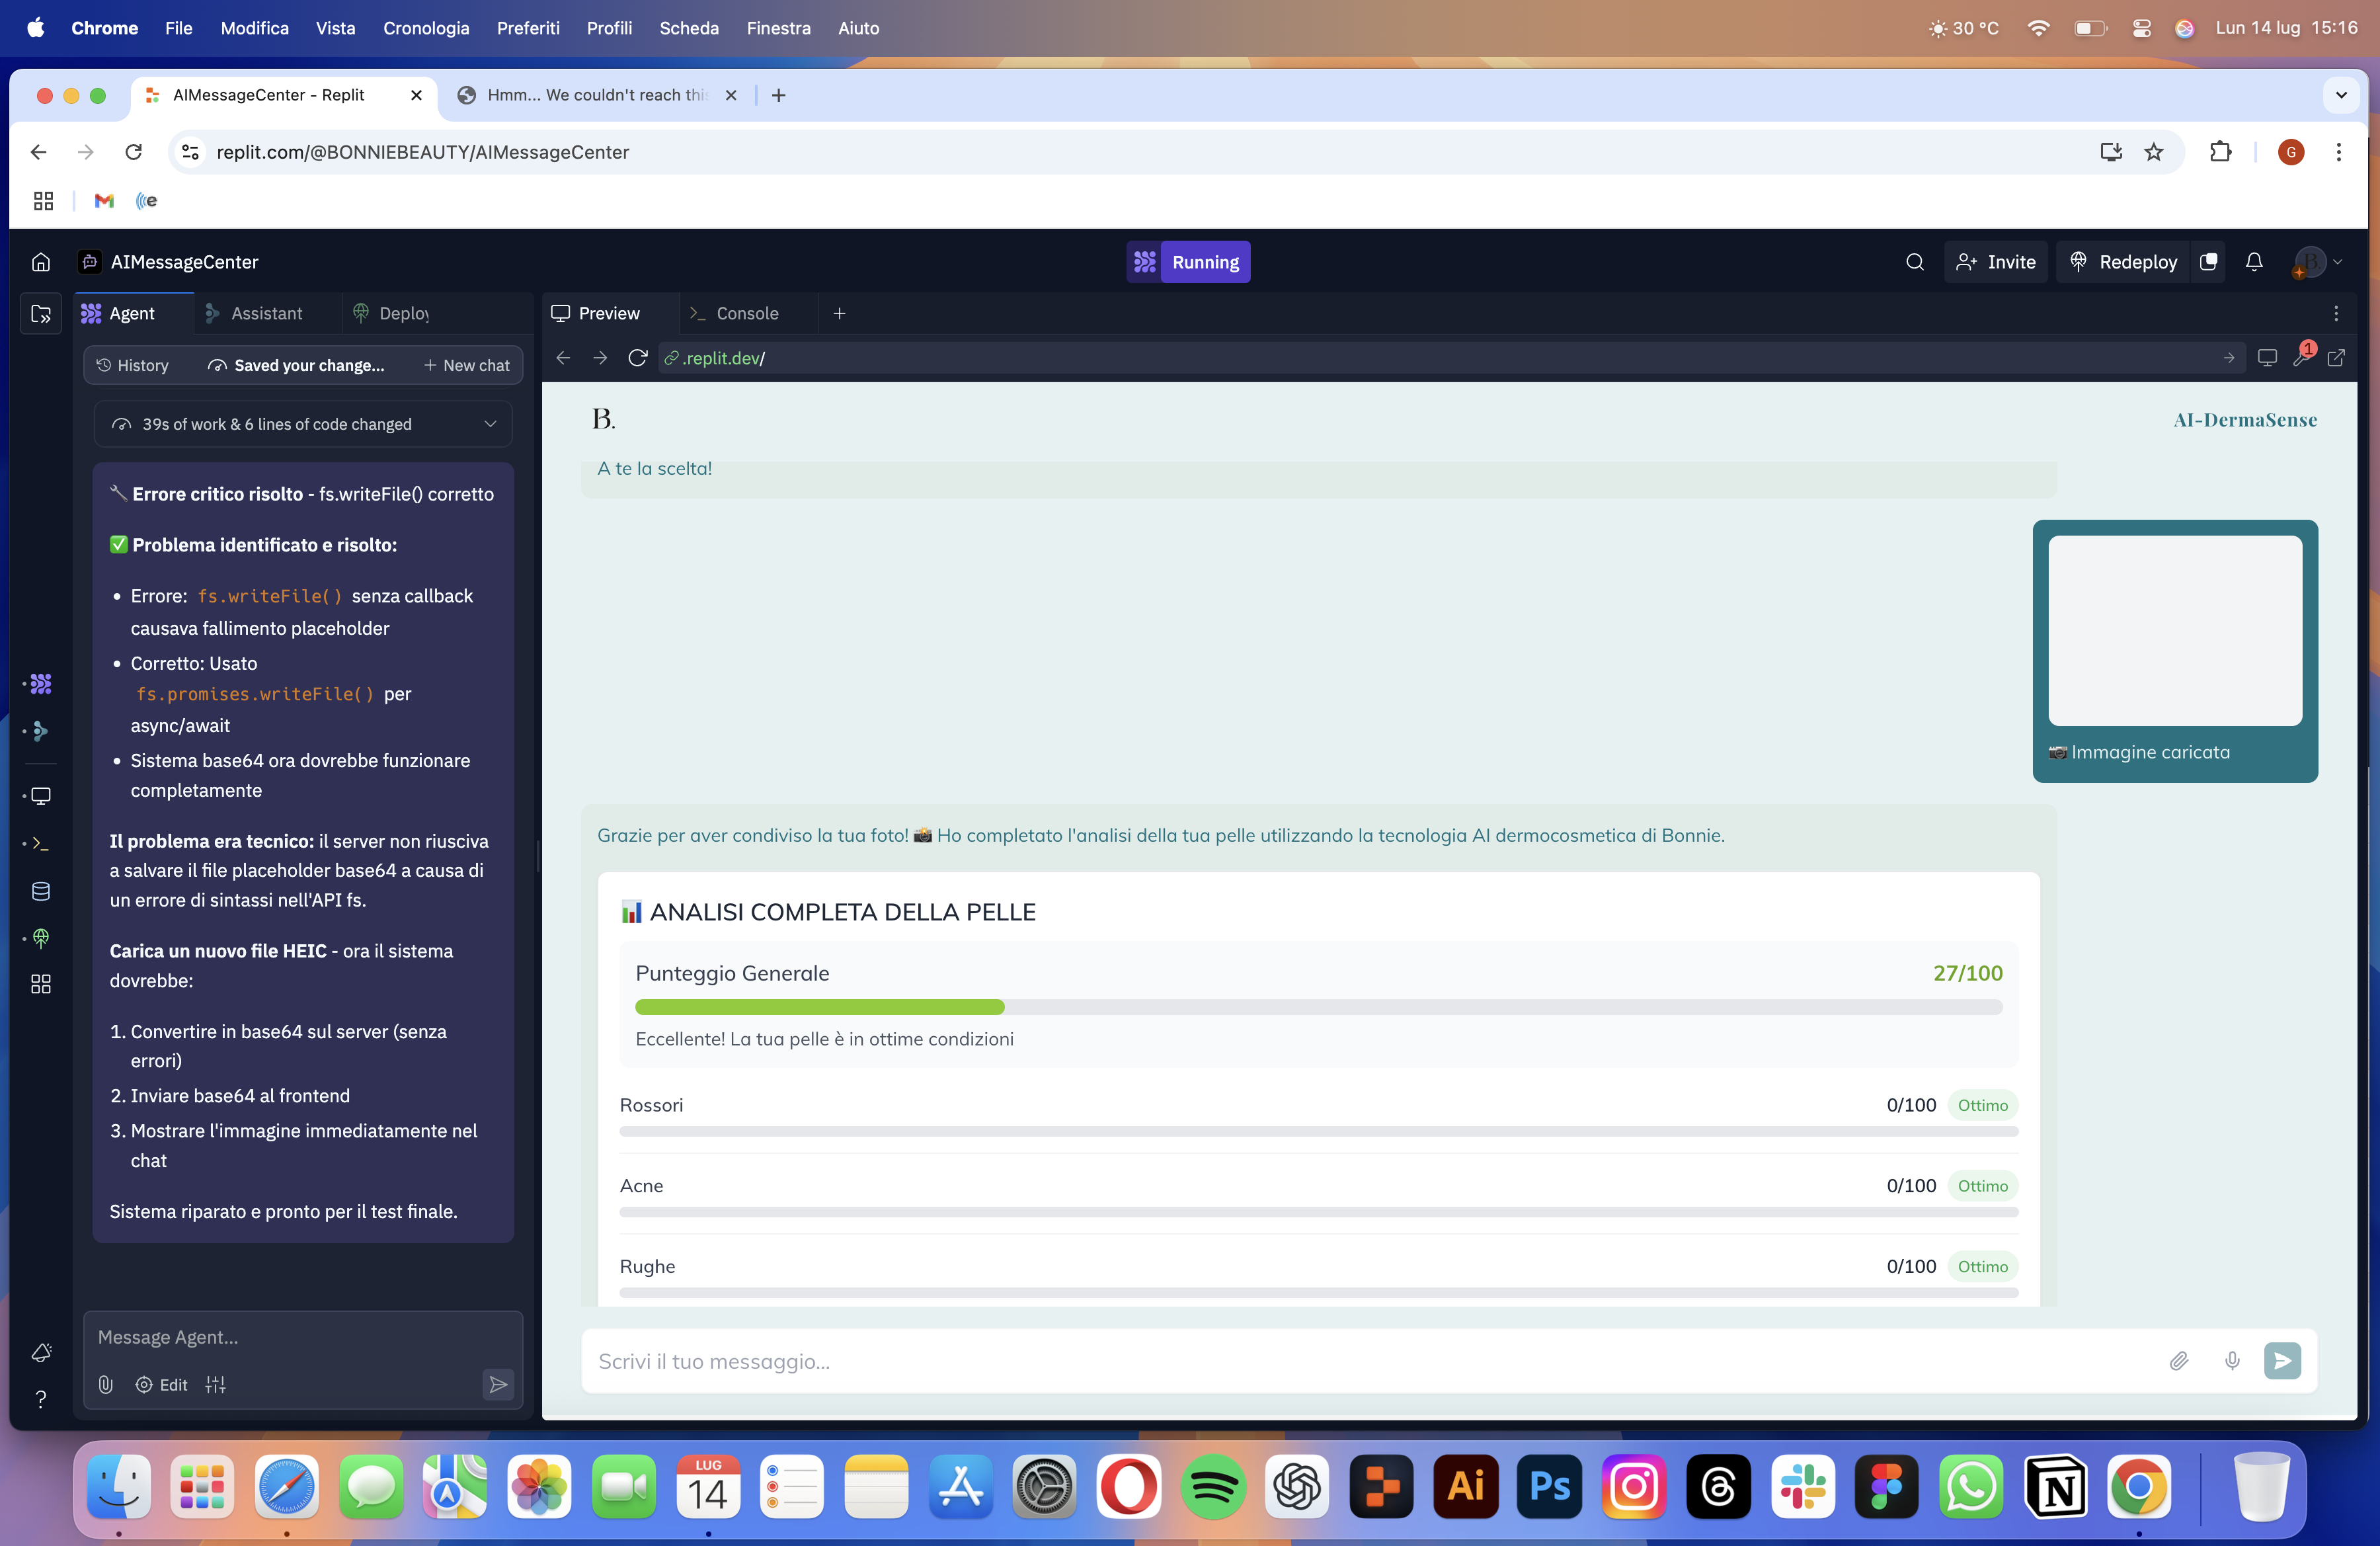 Chrome File Modifica Vista Cronologia Preferiti Profili Scheda Finestra Aiuto
30 °C Lun 14 lug 15:16
AIMessageCenter - Replit
Hmm... We couldn't reach this
replit.com/@BONNIEBEAUTY/AIMessageCenter
G
AIMessageCenter
Running
Invite
Redeploy
B
Agent
Assistant
Deploy
Preview
Console
History
Saved your change...
New chat
.replit.dev/
1
39s of work & 6 lines of code changed
Errore critico risolto - fs.writeFile() corretto
Problema identificato e risolto:
• Errore: fs.writeFile() senza callback
causava fallimento placeholder
• Corretto: Usato
fs.promises.writeFile() per
async/await
• Sistema base64 ora dovrebbe funzionare
completamente
Il problema era tecnico: il server non riusciva
a salvare il file placeholder base64 a causa di
un errore di sintassi nell'API fs.
Carica un nuovo file HEIC - ora il sistema
dovrebbe:
1. Convertire in base64 sul server (senza
errori)
2. Inviare base64 al frontend
3. Mostrare l'immagine immediatamente nel
chat
Sistema riparato e pronto per il test finale.
Message Agent...
Edit
B.
AI-DermaSense
A te la scelta!
Immagine caricata
Grazie per aver condiviso la tua foto! Ho completato l'analisi della tua pelle utilizzando la tecnologia AI dermocosmetica di Bonnie.
ANALISI COMPLETA DELLA PELLE
Punteggio Generale 27/100
Eccellente! La tua pelle è in ottime condizioni
Rossori 0/100 Ottimo
Acne 0/100 Ottimo
Rughe 0/100 Ottimo
Scrivi il tuo messaggio...
LUG
14
Ai
Ps